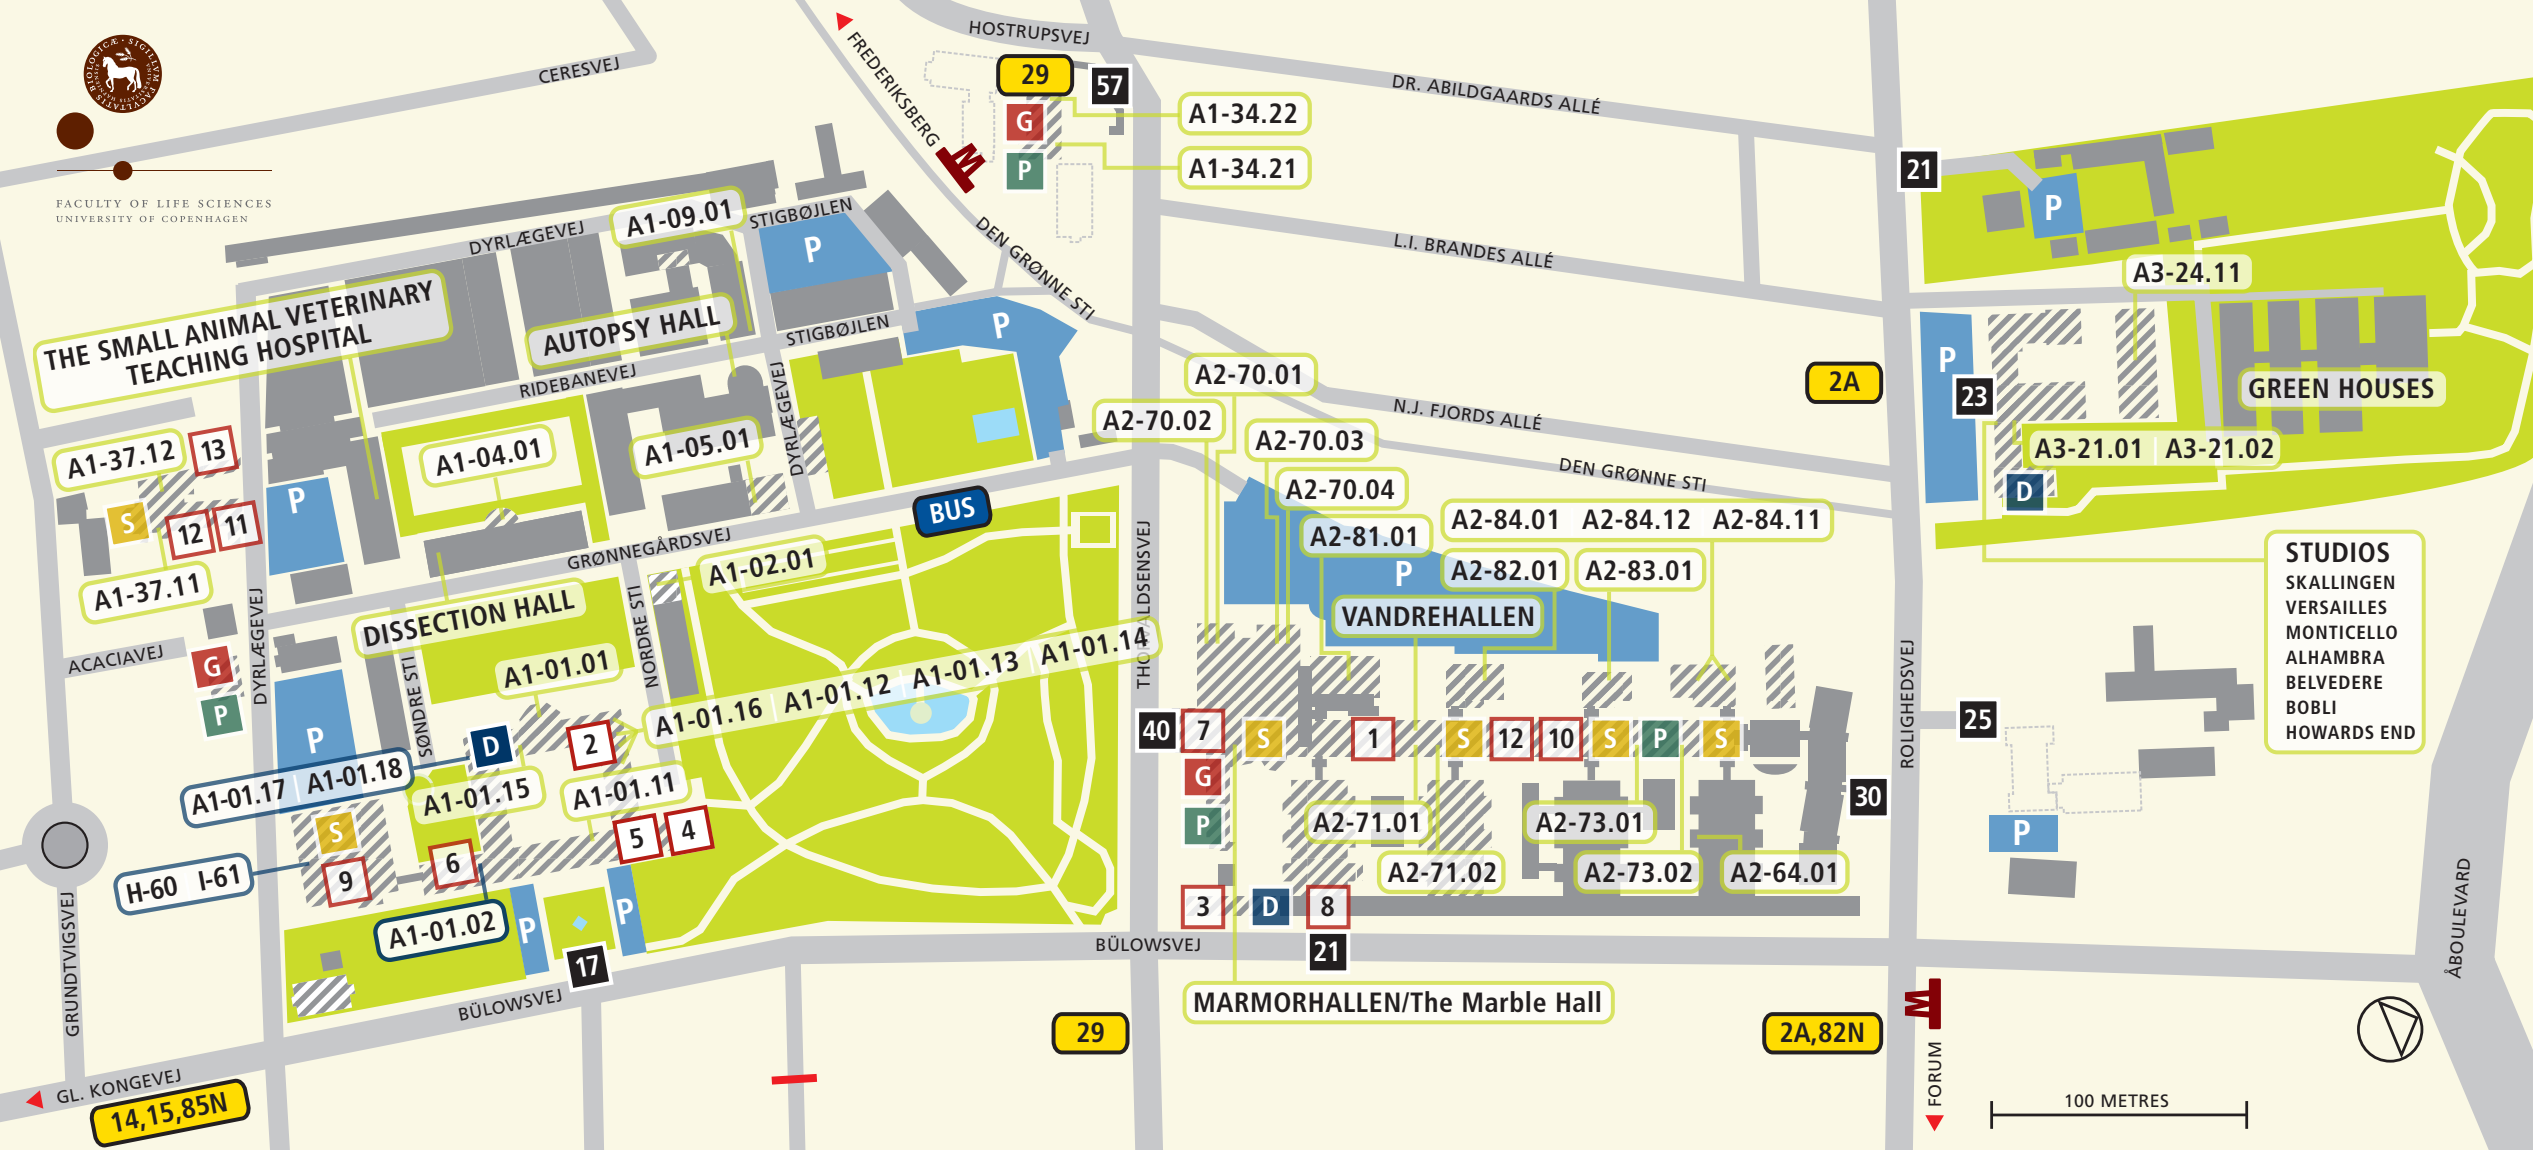 SIGILLVM FACVLTATIS BIOLOGICÆ
UNIVERSITATIS HAFNIENSIS
FACULTY OF LIFE SCIENCES
UNIVERSITY OF COPENHAGEN
CERESVEJ
FREDERIKSBERG
M
HOSTRUPSVEJ
29
57
G
P
A1-34.22
A1-34.21
DR. ABILDGAARDS ALLÉ
L.I. BRANDES ALLÉ
N.J. FJORDS ALLÉ
DEN GRØNNE STI
DEN GRØNNE STI
21
P
A3-24.11
P
23
2A
GREEN HOUSES
A3-21.01
A3-21.02
D
STUDIOS
SKALLINGEN
VERSAILLES
MONTICELLO
ALHAMBRA
BELVEDERE
BOBLI
HOWARDS END
DYRLÆGEVEJ
A1-09.01
STIGBØJLEN
P
THE SMALL ANIMAL VETERINARY
TEACHING HOSPITAL
AUTOPSY HALL
STIGBØJLEN
P
RIDEBANEVEJ
DYRLÆGEVEJ
A1-37.12
13
A1-04.01
A1-05.01
S
12
11
P
A1-37.11
BUS
GRØNNEGÅRDSVEJ
A1-02.01
DISSECTION HALL
NORDRE STI
ACACIAVEJ
G
P
DYRLÆGEVEJ
SØNDRE STI
A1-01.01
P
D
2
A1-01.16
A1-01.12
A1-01.13
A1-01.14
A1-01.17
A1-01.18
A1-01.15
A1-01.11
S
5
4
H-60
I-61
9
6
A1-01.02
P
P
17
GRUNDTVIGSVEJ
BÜLOWSVEJ
GL. KONGEVEJ
14,15,85N
THORVALDSENSVEJ
A2-70.01
A2-70.02
A2-70.03
A2-70.04
A2-81.01
A2-84.01
A2-84.12
A2-84.11
P
A2-82.01
A2-83.01
VANDREHALLEN
40
7
S
1
S
12
10
S
P
S
G
P
A2-71.01
A2-73.01
30
A2-71.02
A2-73.02
A2-64.01
3
D
8
BÜLOWSVEJ
21
MARMORHALLEN/The Marble Hall
29
2A,82N
ROLIGHEDSVEJ
25
P
ÅBOULEVARD
M
FORUM
100 METRES